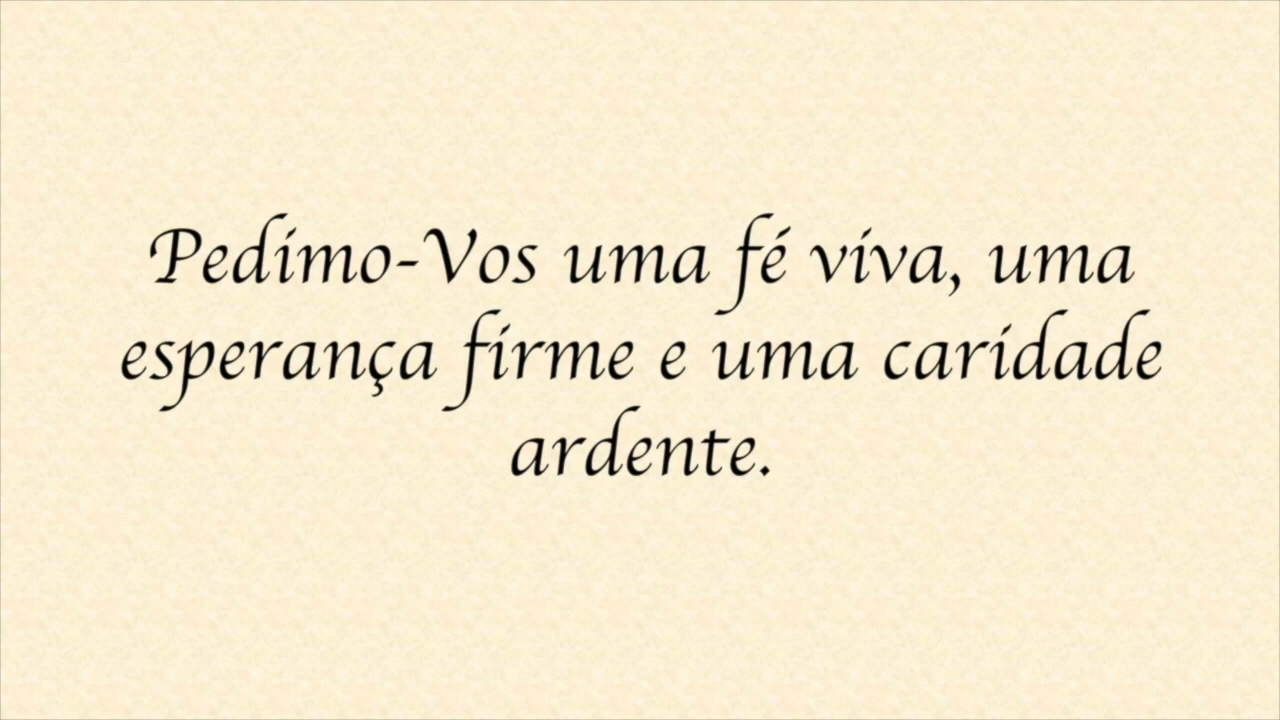 Pedimo-Vos uma fé viva, uma
esperança firme e uma caridade
ardente.